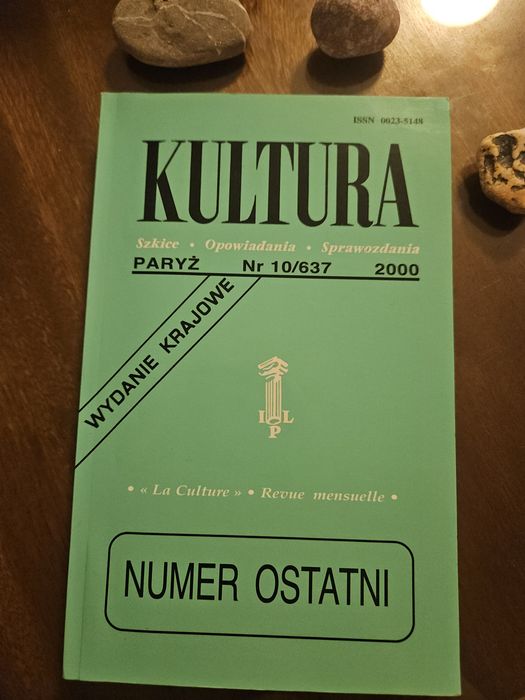 ISSN 0023-5148
KULTURA
Szkice • Opowiadania • Sprawozdania
PARYŻ Nr 10/637 2000
WYDANIE KRAJOWE
I L
P
• « La Culture » • Revue mensuelle •
NUMER OSTATNI